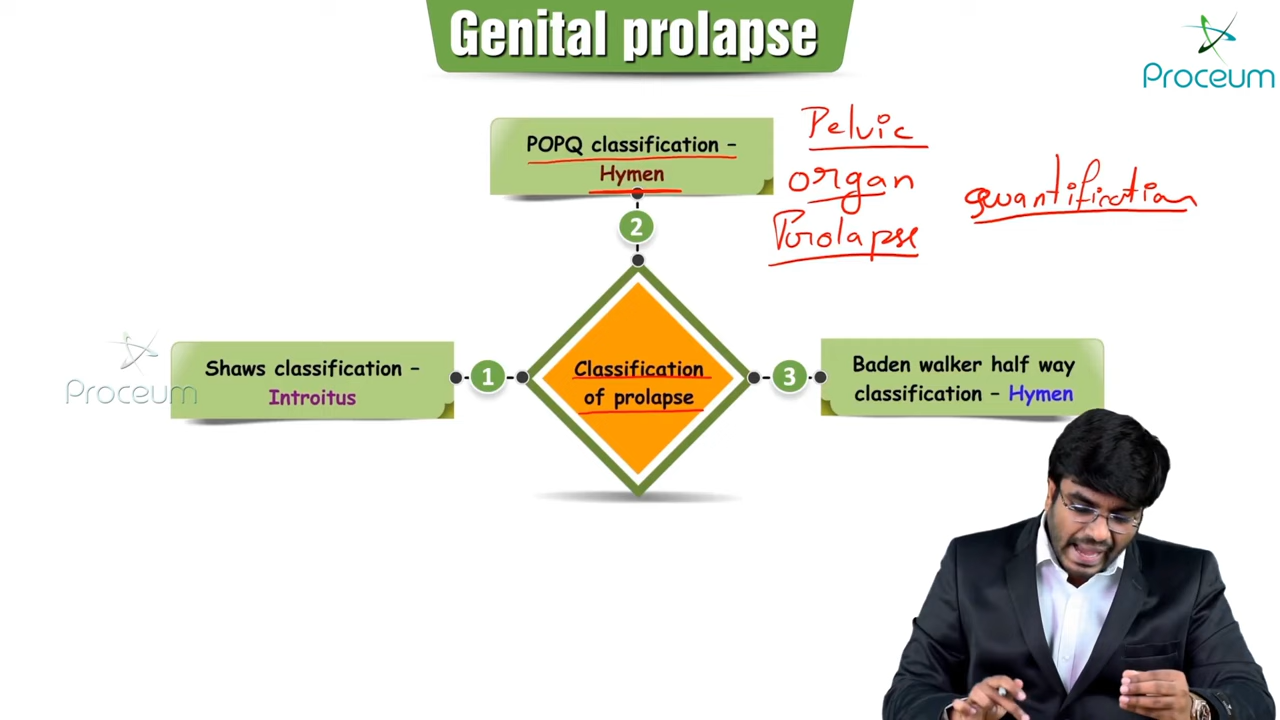 Genital prolapse
Proceum
POPQ classification –
Hymen
Pelvic
organ
Prolapse
quantification
2
Shaws classification –
Introitus
1
Classification
of prolapse
3
Baden walker half way
classification – Hymen
Proceum